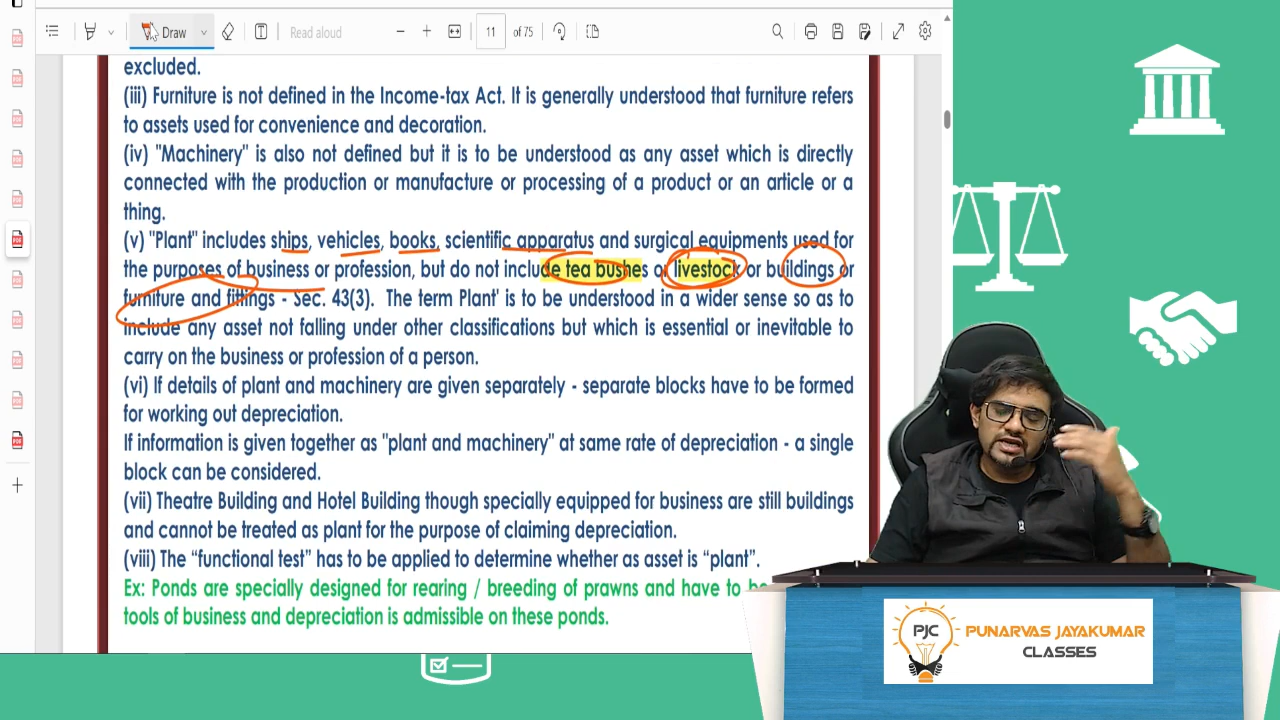 Draw
Read aloud
11 of 75
excluded.
(iii) Furniture is not defined in the Income-tax Act. It is generally understood that furniture refers
to assets used for convenience and decoration.
(iv) "Machinery" is also not defined but it is to be understood as any asset which is directly
connected with the production or manufacture or processing of a product or an article or a
thing.
(v) "Plant" includes ships, vehicles, books, scientific apparatus and surgical equipments used for
the purposes of business or profession, but do not include tea bushes or livestock or buildings or
furniture and fittings - Sec. 43(3). The term Plant' is to be understood in a wider sense so as to
include any asset not falling under other classifications but which is essential or inevitable to
carry on the business or profession of a person.
(vi) If details of plant and machinery are given separately - separate blocks have to be formed
for working out depreciation.
If information is given together as "plant and machinery" at same rate of depreciation - a single
block can be considered.
(vii) Theatre Building and Hotel Building though specially equipped for business are still buildings
and cannot be treated as plant for the purpose of claiming depreciation.
(viii) The “functional test” has to be applied to determine whether as asset is “plant”.
Ex: Ponds are specially designed for rearing / breeding of prawns and have to
tools of business and depreciation is admissible on these ponds.
PJC
PUNARVAS JAYAKUMAR
CLASSES